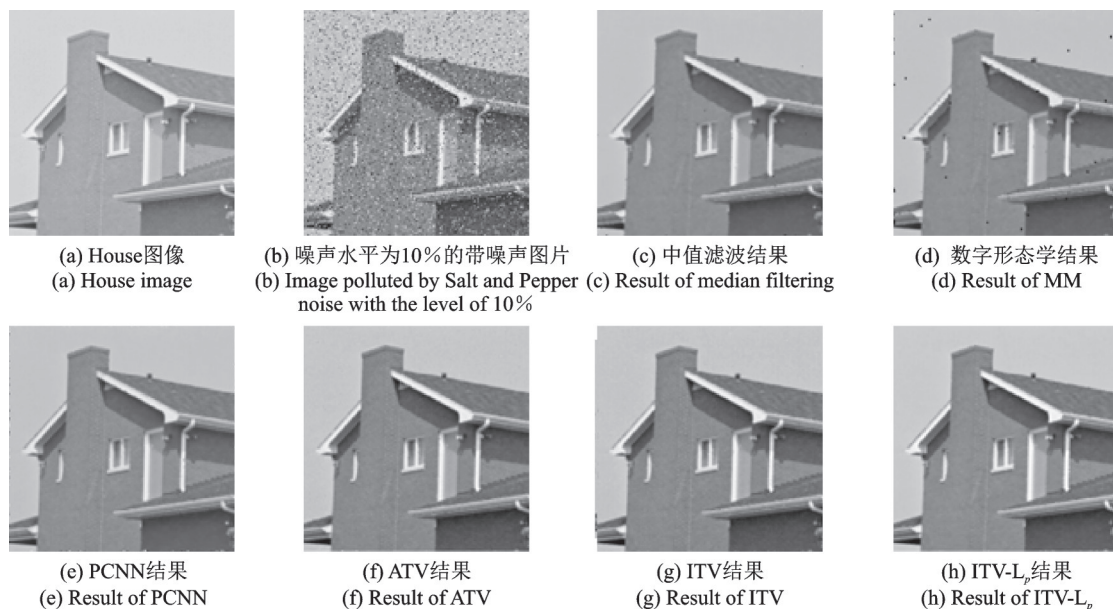 (a) House图像
(a) House image
(b) 噪声水平为10%的带噪声图片
(b) Image polluted by Salt and Pepper
noise with the level of 10%
(c) 中值滤波结果
(c) Result of median filtering
(d) 数字形态学结果
(d) Result of MM
(e) PCNN结果
(e) Result of PCNN
(f) ATV结果
(f) Result of ATV
(g) ITV结果
(g) Result of ITV
(h) ITV-Lp结果
(h) Result of ITV-Lp